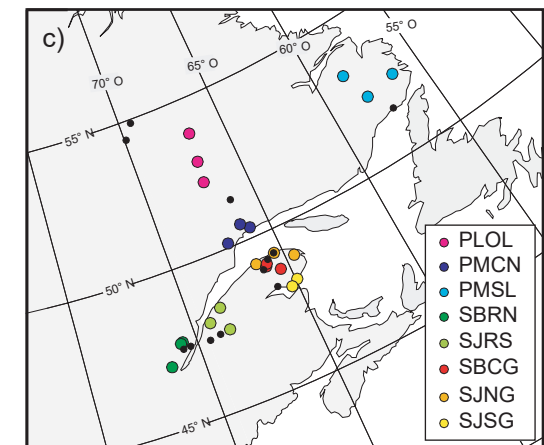 c)
55° O
60° O
65° O
70° O
55° N
50° N
45° N
PLOL
PMCN
PMSL
SBRN
SJRS
SBCG
SJNG
SJSG